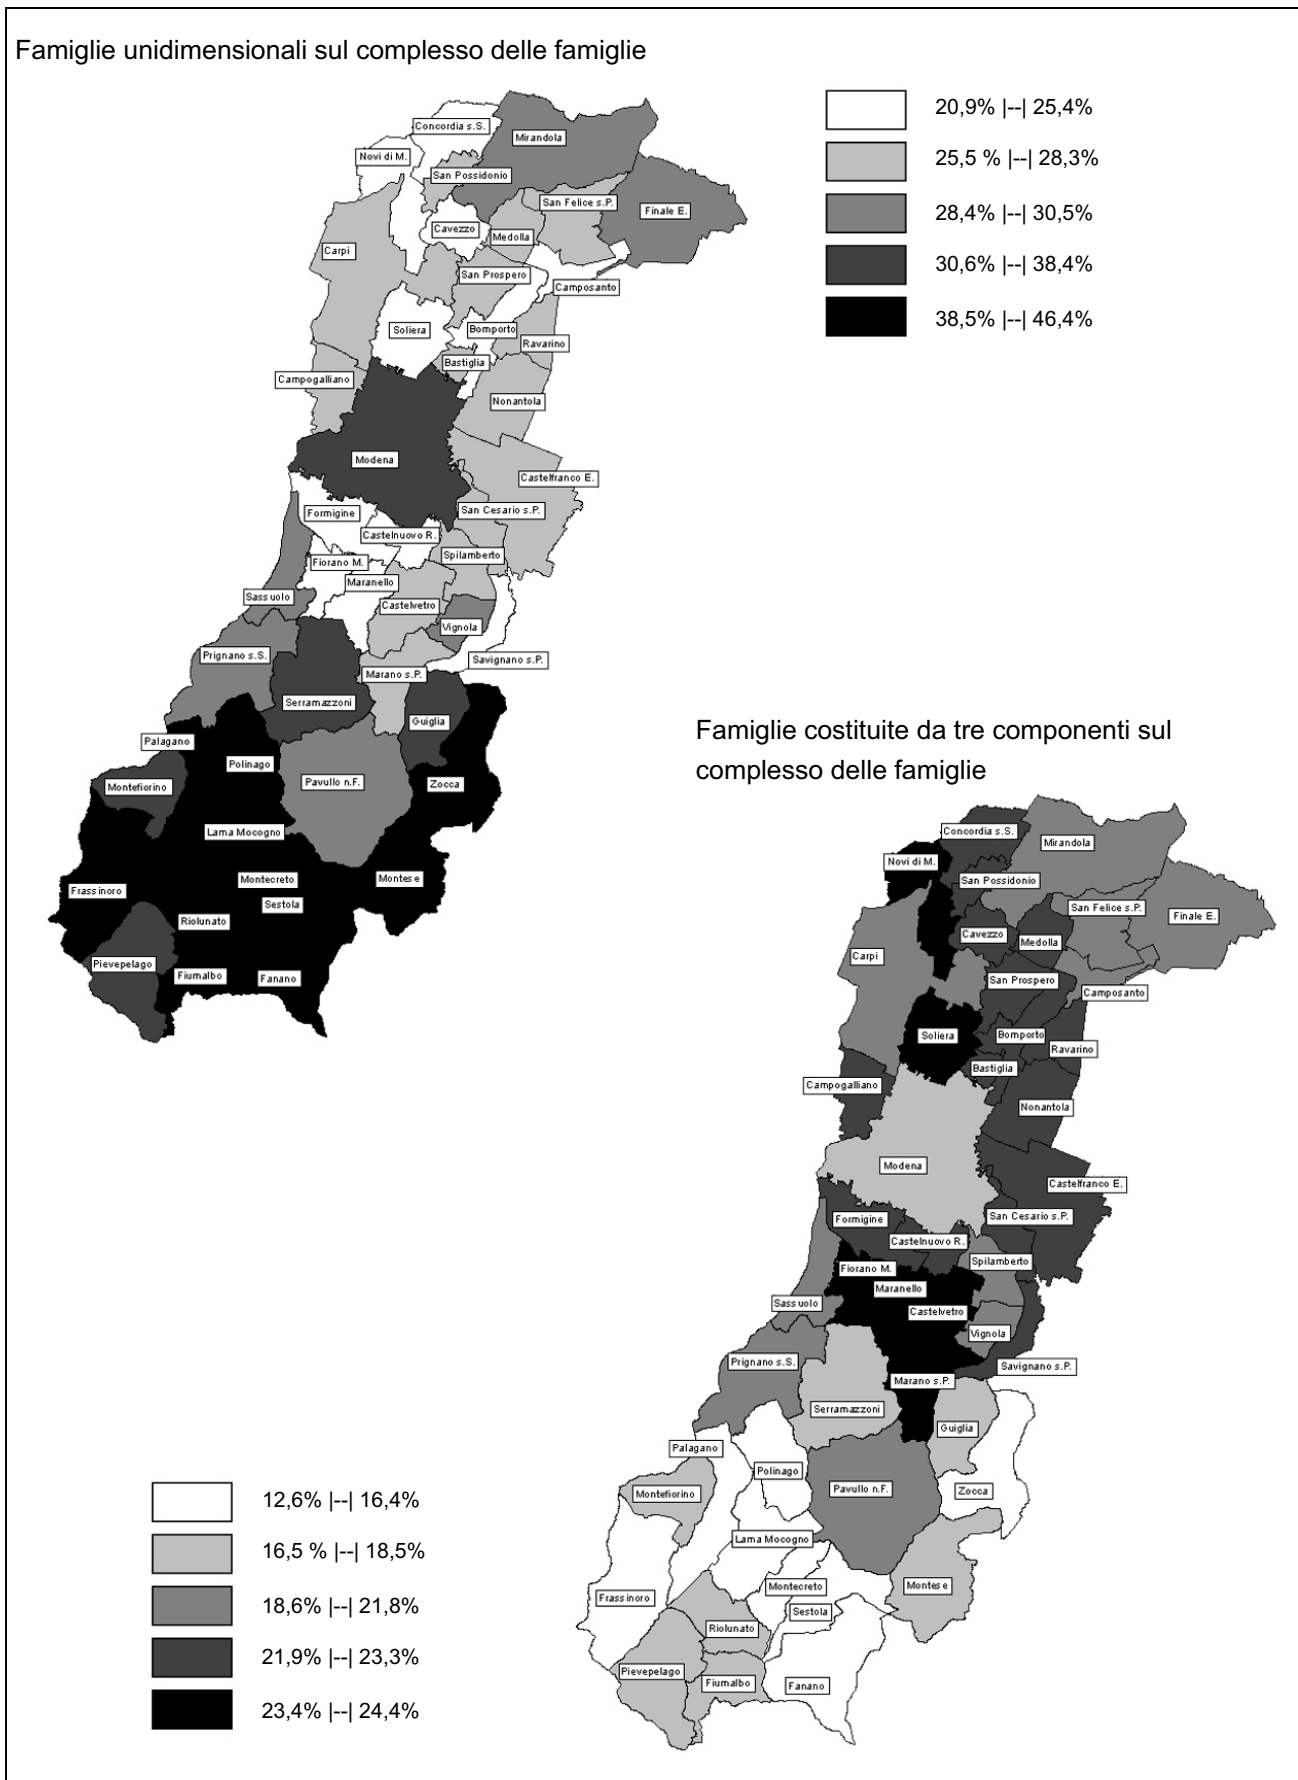 Famiglie unidimensionali sul complesso delle famiglie
20,9% |--| 25,4%
25,5 % |--| 28,3%
28,4% |--| 30,5%
30,6% |--| 38,4%
38,5% |--| 46,4%
Concordia s.S.
Mirandola
Novi di M.
San Possidonio
San Felice s.P.
Finale E.
Cavezzo
Medolla
Carpi
San Prospero
Camposanto
Soliera
Bomporto
Ravarino
Bastiglia
Campogalliano
Nonantola
Modena
Castelfranco E.
Formigine
San Cesario s.P.
Castelnuovo R.
Spilamberto
Fiorano M.
Maranello
Sassuolo
Castelvetro
Vignola
Prignano s.S.
Savignano s.P.
Marano s.P.
Serramazzoni
Guiglia
Palagano
Polinago
Pavullo n.F.
Zocca
Montefiorino
Lama Mocogno
Montecreto
Montese
Frassinoro
Sestola
Riolunato
Pievepelago
Fiumalbo
Fanano
Famiglie costituite da tre componenti sul
complesso delle famiglie
Concordia s.S.
Mirandola
Novi di M.
San Possidonio
San Felice s.P.
Finale E.
Cavezzo
Medolla
Carpi
San Prospero
Camposanto
Soliera
Bomporto
Ravarino
Bastiglia
Campogalliano
Nonantola
Modena
Castelfranco E.
Formigine
San Cesario s.P.
Castelnuovo R.
Spilamberto
Fiorano M.
Maranello
Sassuolo
Castelvetro
Vignola
Prignano s.S.
Savignano s.P.
Marano s.P.
Serramazzoni
Guiglia
Palagano
Polinago
Pavullo n.F.
Zocca
Montefiorino
Lama Mocogno
Montecreto
Montese
Frassinoro
Sestola
Riolunato
Pievepelago
Fiumalbo
Fanano
12,6% |--| 16,4%
16,5 % |--| 18,5%
18,6% |--| 21,8%
21,9% |--| 23,3%
23,4% |--| 24,4%